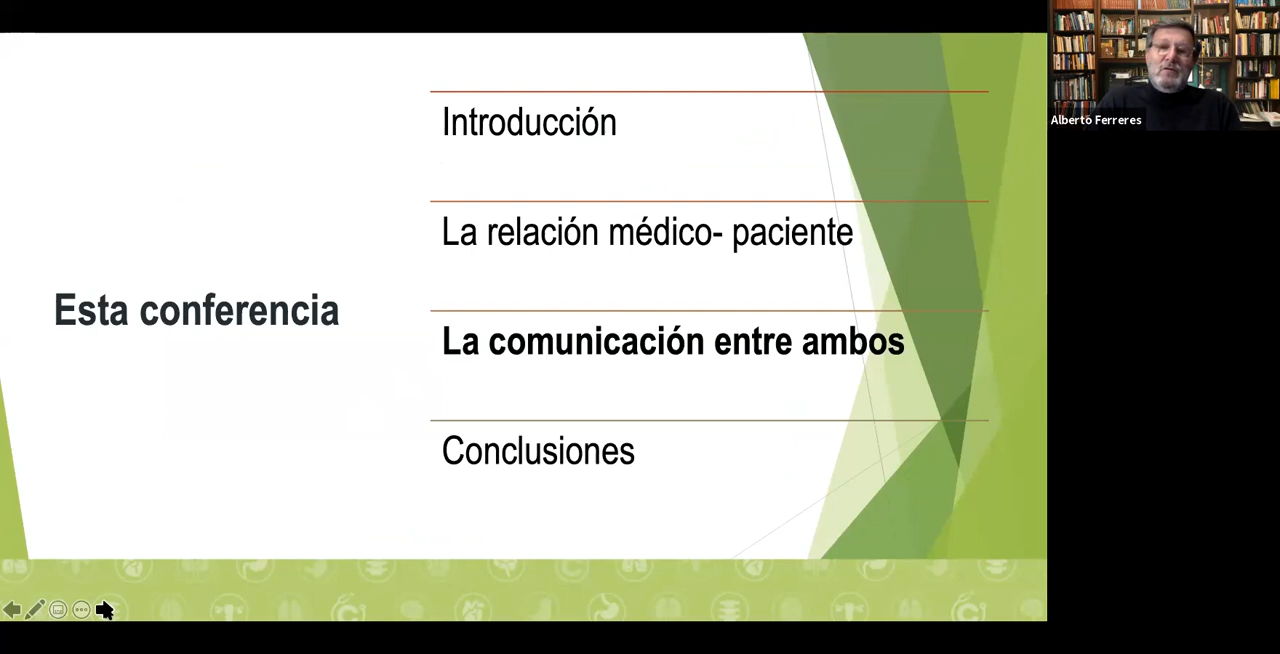 Esta conferencia
Introducción
La relación médico- paciente
La comunicación entre ambos
Conclusiones
Alberto Ferreres